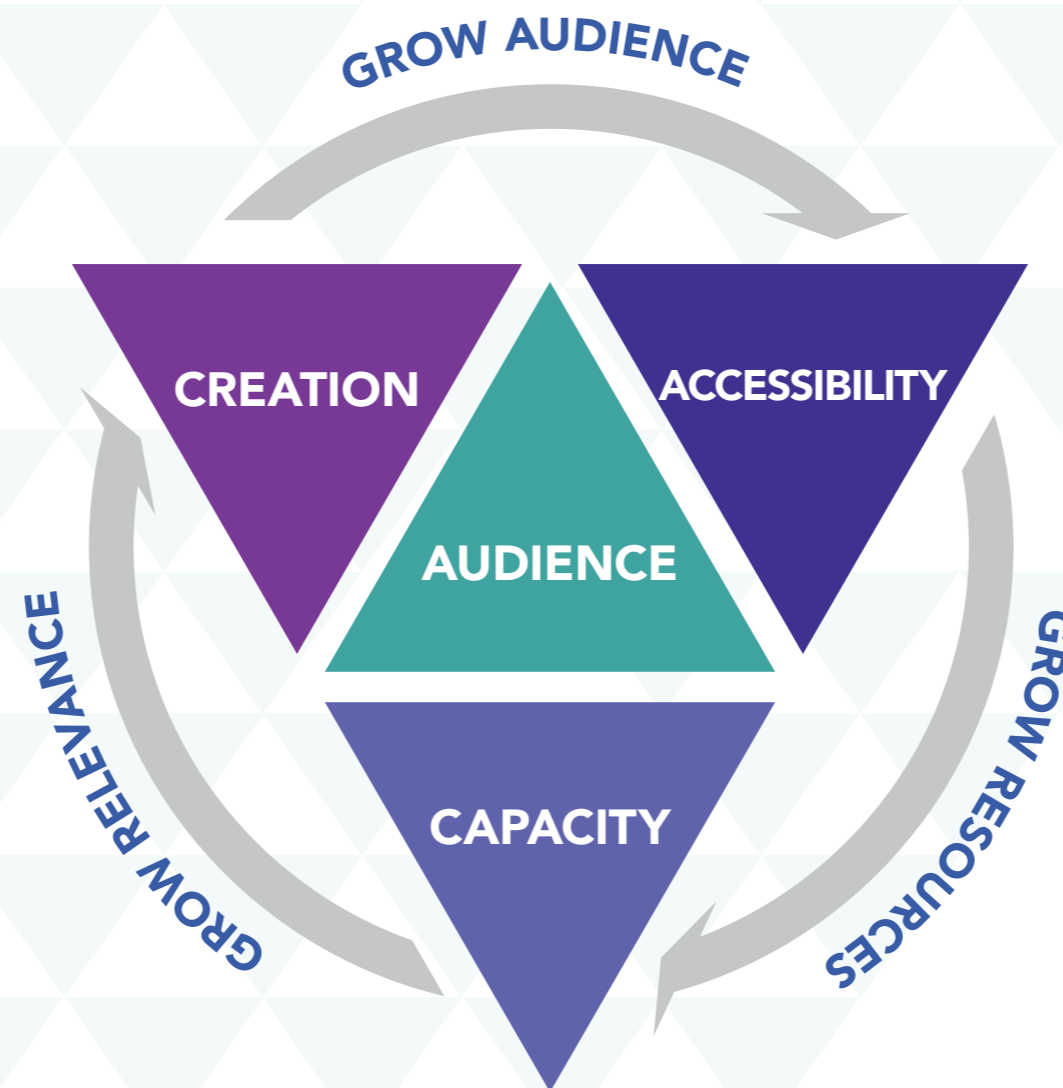 GROW AUDIENCE
CREATION
ACCESSIBILITY
AUDIENCE
GROW RELEVANCE
GROW RESOURCES
CAPACITY